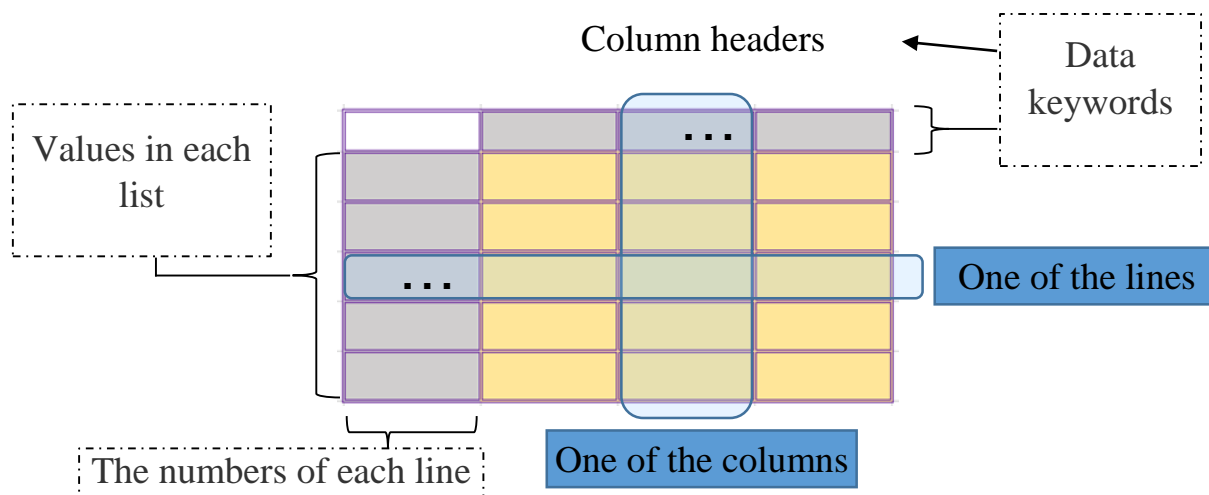 Column headers
Data
keywords
...
Values in each
list
...
One of the lines
The numbers of each line
One of the columns